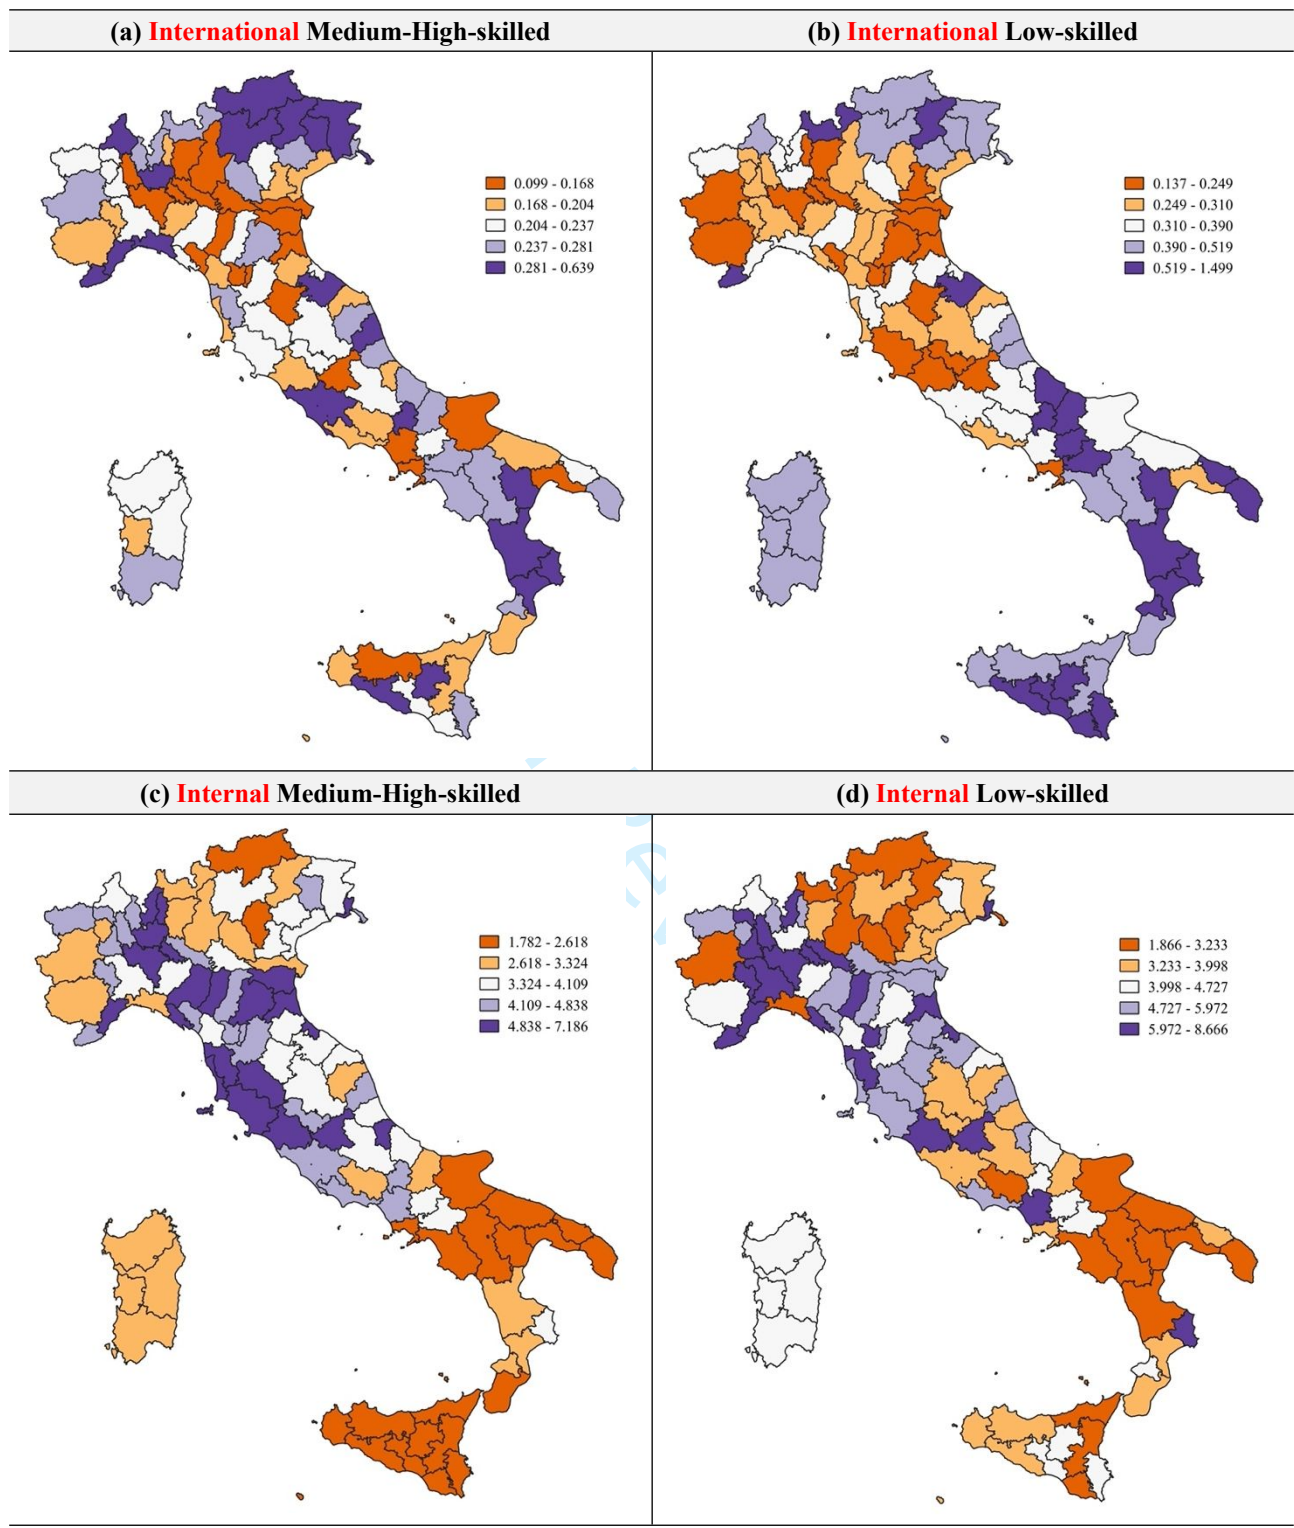 (a) International Medium-High-skilled
(b) International Low-skilled
0.099 - 0.168
0.168 - 0.204
0.204 - 0.237
0.237 - 0.281
0.281 - 0.639
0.137 - 0.249
0.249 - 0.310
0.310 - 0.390
0.390 - 0.519
0.519 - 1.499
(c) Internal Medium-High-skilled
(d) Internal Low-skilled
1.782 - 2.618
2.618 - 3.324
3.324 - 4.109
4.109 - 4.838
4.838 - 7.186
1.866 - 3.233
3.233 - 3.998
3.998 - 4.727
4.727 - 5.972
5.972 - 8.666